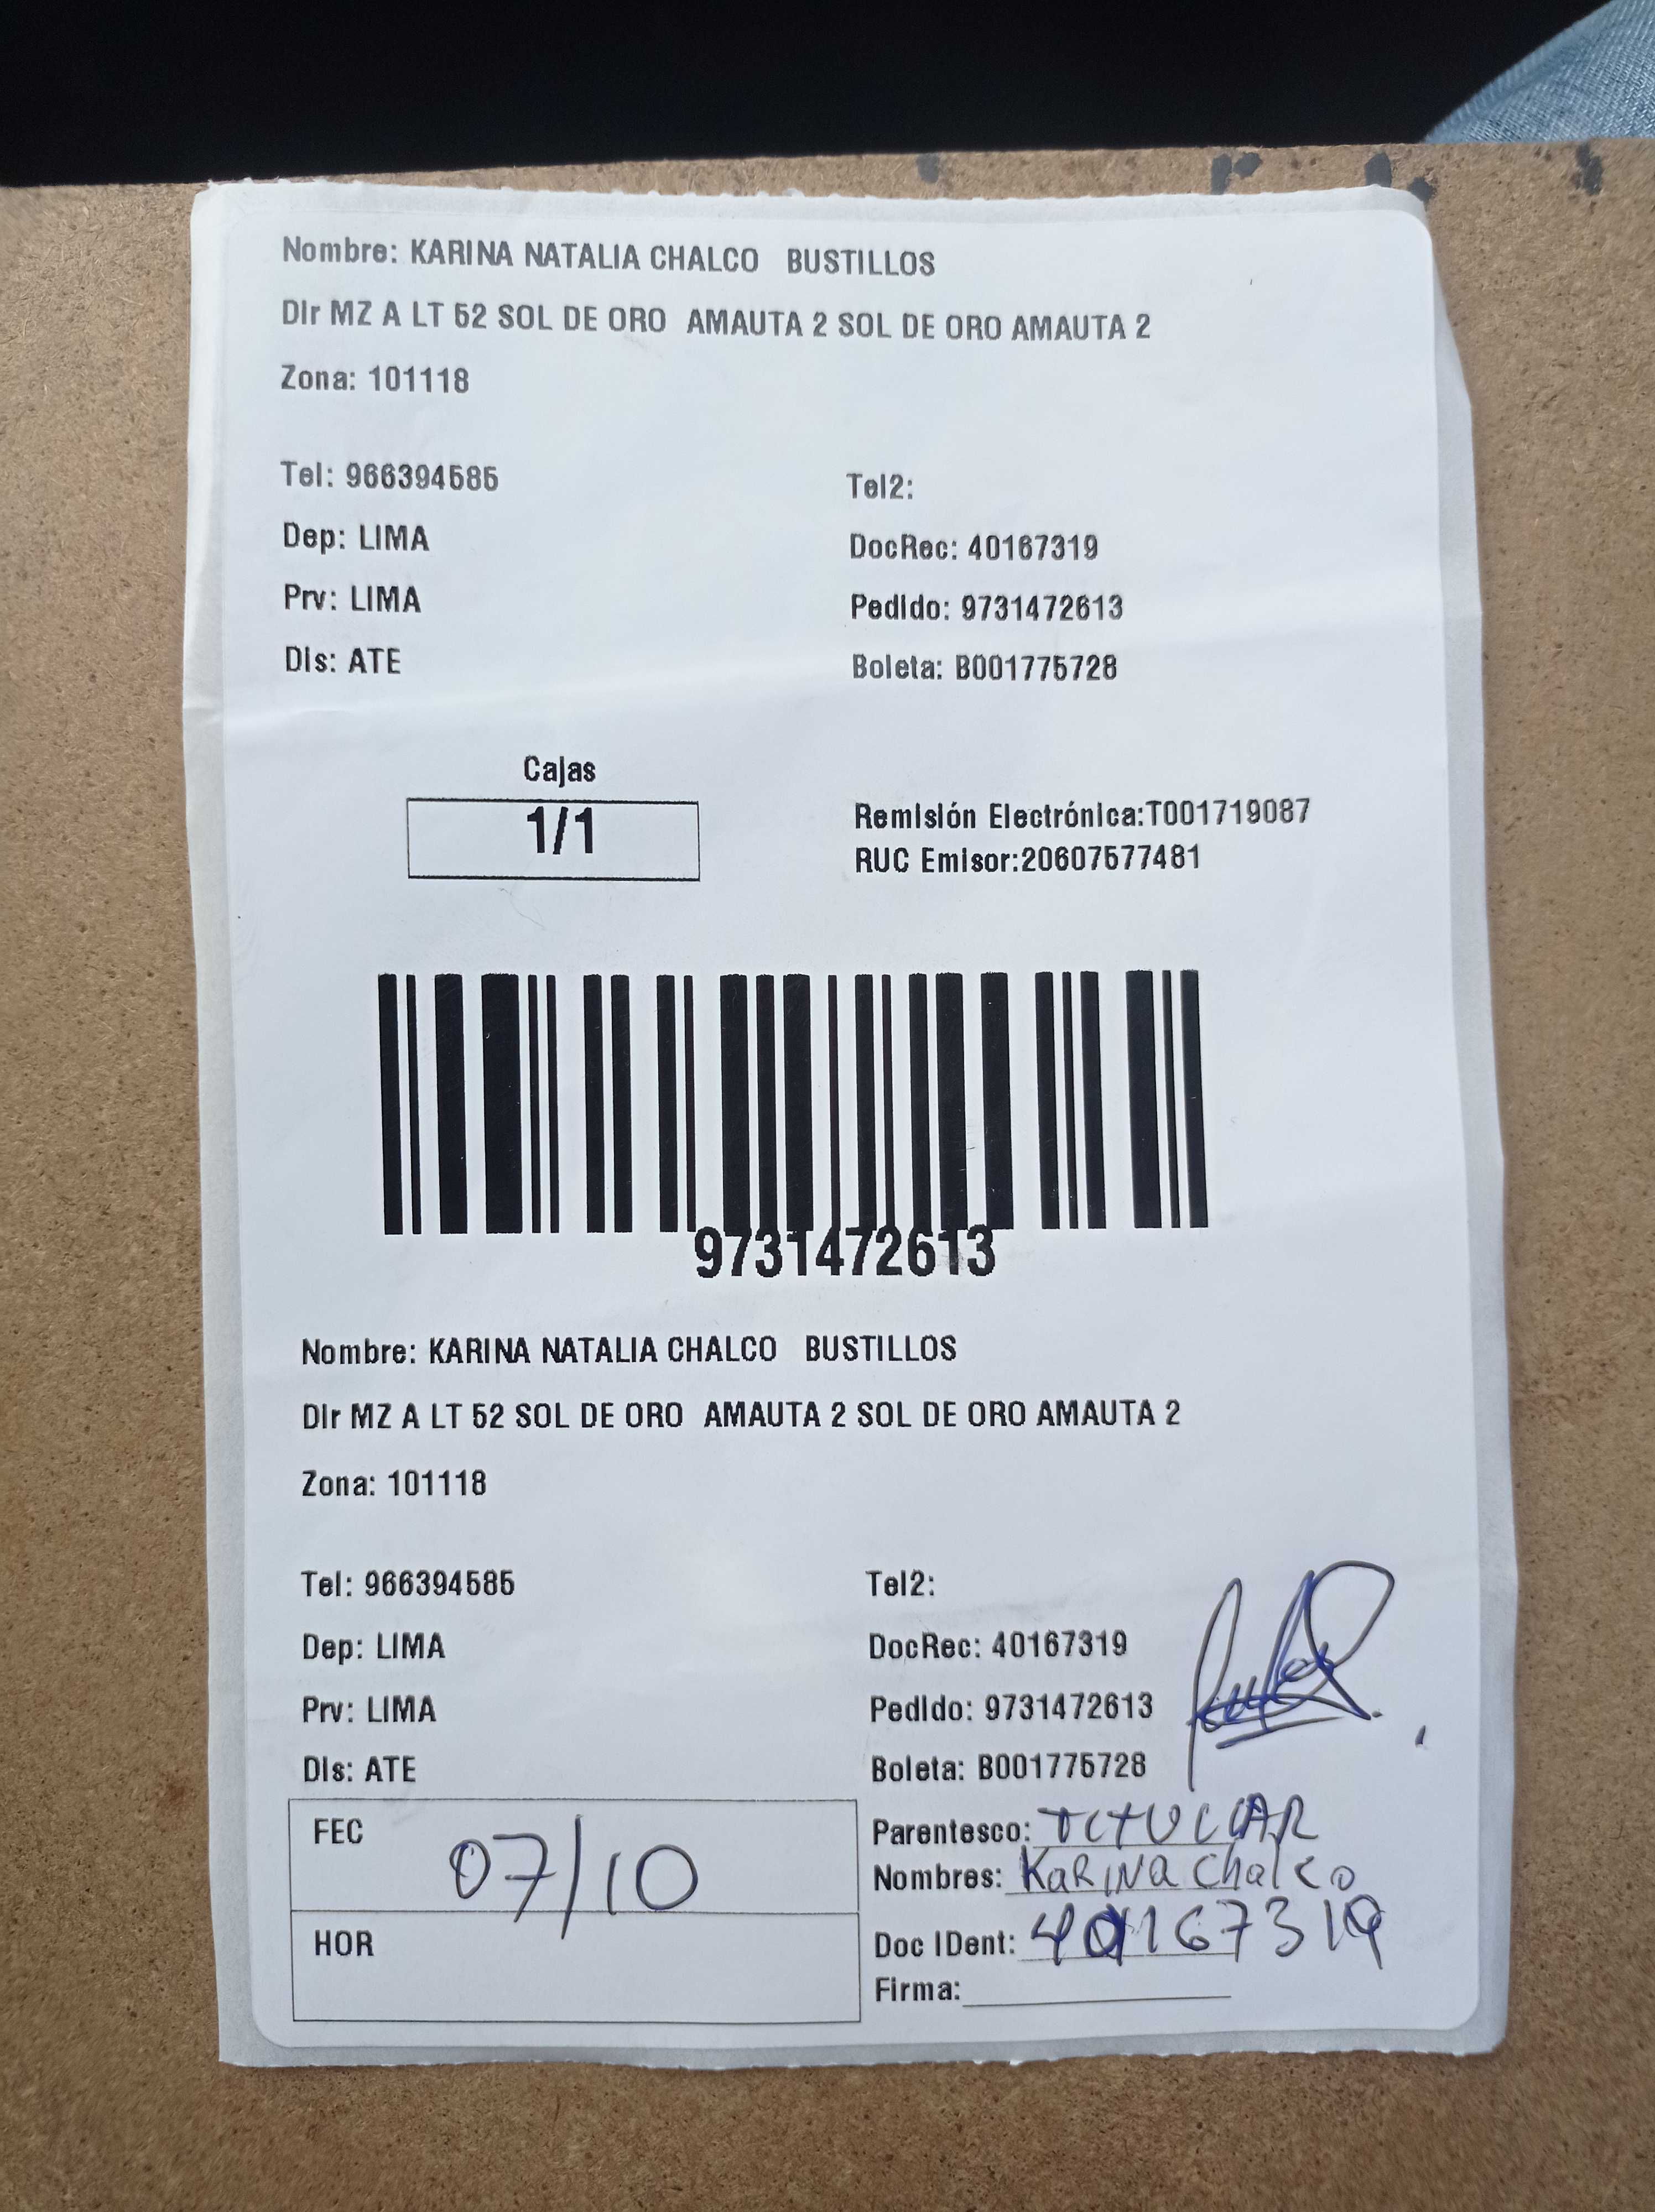 Nombre: KARINA NATALIA CHALCO BUSTILLOS
Dir MZ A LT 52 SOL DE ORO AMAUTA 2 SOL DE ORO AMAUTA 2
Zona: 101118
Tel: 966394585 Tel2:
Dep: LIMA DocRec: 40167319
Prv: LIMA Pedido: 9731472613
Dis: ATE Boleta: B001775728
Cajas
1/1
Remisión Electrónica:T001719087
RUC Emisor:20607577481
9731472613
Nombre: KARINA NATALIA CHALCO BUSTILLOS
Dir MZ A LT 52 SOL DE ORO AMAUTA 2 SOL DE ORO AMAUTA 2
Zona: 101118
Tel: 966394585 Tel2:
Dep: LIMA DocRec: 40167319
Prv: LIMA Pedido: 9731472613
Dis: ATE Boleta: B001775728
FEC 07/10 Parentesco: TITULAR
Nombres: KaRINa Chalco
HOR Doc IDent: 40167319
Firma: